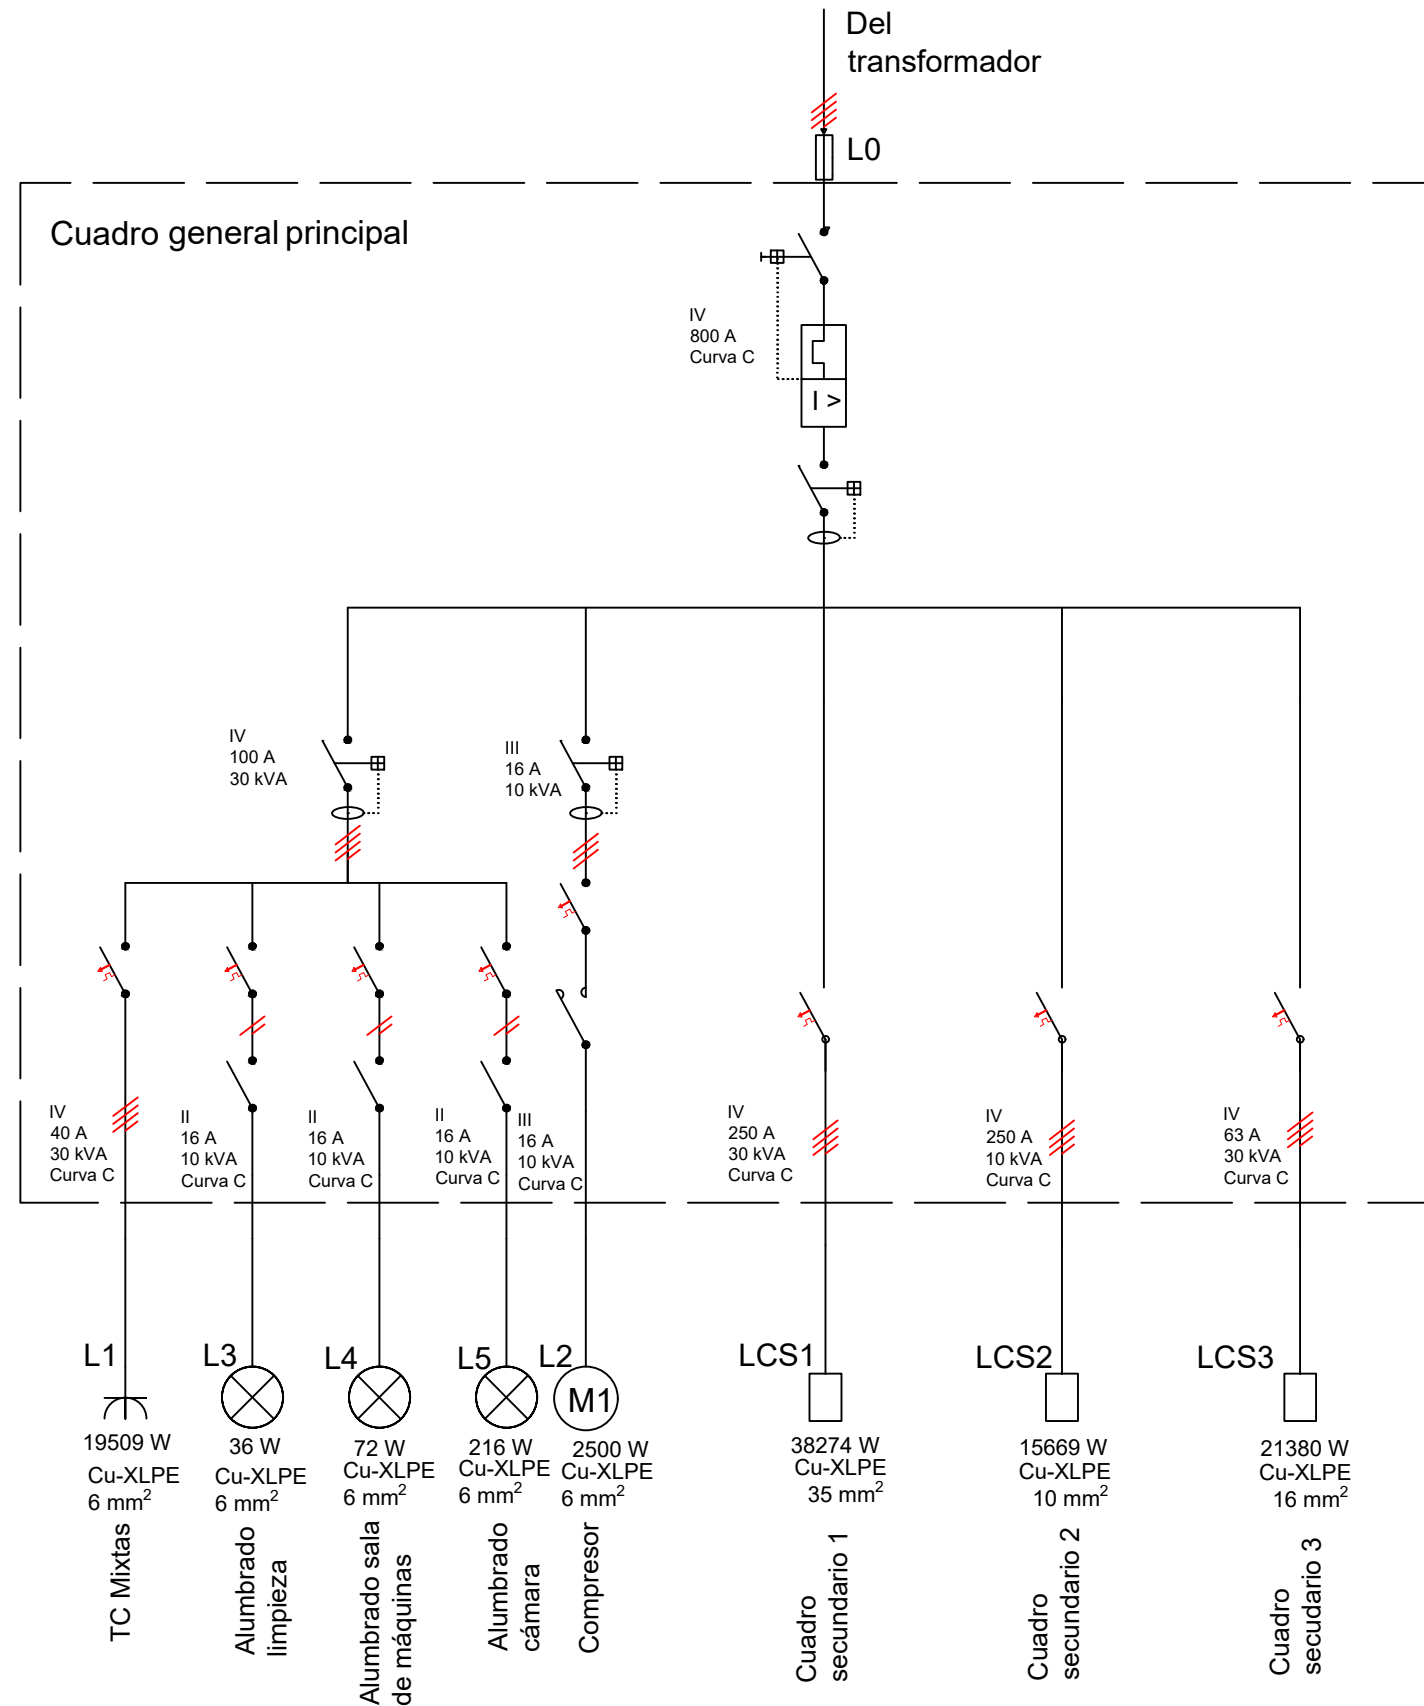 Del
transformador
L0
Cuadro general principal
IV
800 A
Curva C
I >
IV
100 A
30 kVA
III
16 A
10 kVA
IV
40 A
30 kVA
Curva C
II
16 A
10 kVA
Curva C
II
16 A
10 kVA
Curva C
II
16 A
10 kVA
Curva C
III
16 A
10 kVA
Curva C
IV
250 A
30 kVA
Curva C
IV
250 A
10 kVA
Curva C
IV
63 A
30 kVA
Curva C
L1
19509 W
Cu-XLPE
6 mm²
TC Mixtas
L3
36 W
Cu-XLPE
6 mm²
Alumbrado
limpieza
L4
72 W
Cu-XLPE
6 mm²
Alumbrado sala
de máquinas
L5
216 W
Cu-XLPE
6 mm²
Alumbrado
cámara
L2
M1
2500 W
Cu-XLPE
6 mm²
Compresor
LCS1
38274 W
Cu-XLPE
35 mm²
Cuadro
secundario 1
LCS2
15669 W
Cu-XLPE
10 mm²
Cuadro
secundario 2
LCS3
21380 W
Cu-XLPE
16 mm²
Cuadro
secudario 3